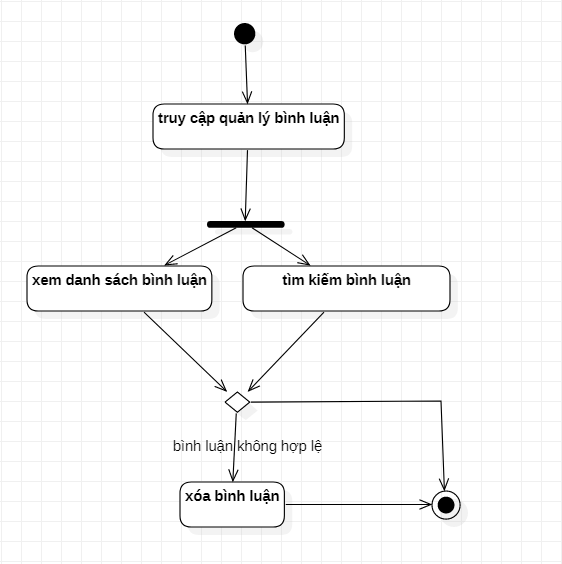 truy cập quản lý bình luận
xem danh sách bình luận
tìm kiếm bình luận
bình luận không hợp lệ
xóa bình luận